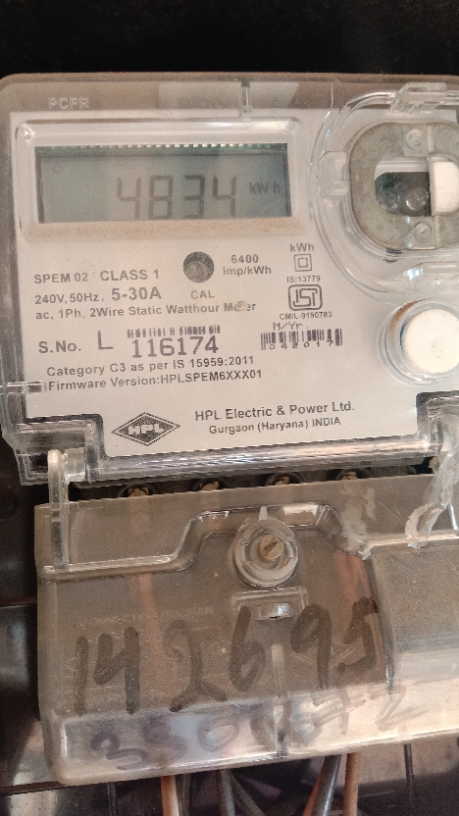 PCFR
4834 kWh
6400
imp/kWh
kWh
IS:13779
SPEM 02 CLASS 1
240V, 50Hz, 5-30A CAL
ac, 1Ph, 2Wire Static Watthour Meter
CM/L-9190783
M/Yr.
S.No. L 116174
Category C3 as per IS 15959:2011
Firmware Version:HPLSPEM6XXX01
HPL
HPL Electric & Power Ltd.
Gurgaon (Haryana) INDIA
142695